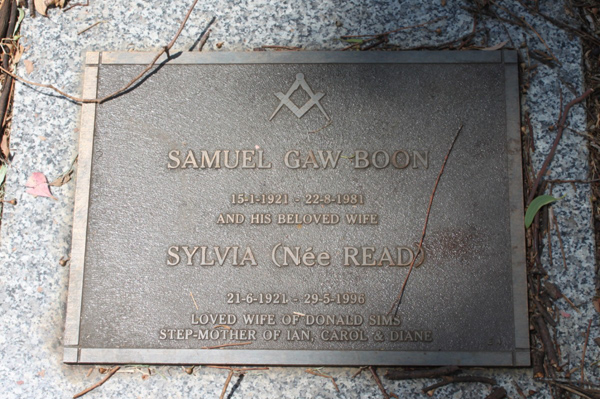 SAMUEL GAW BOON
15-1-1921 - 22-8-1981
AND HIS BELOVED WIFE
SYLVIA (Née READ)
21-6-1921 - 29-5-1996
LOVED WIFE OF DONALD SIMS
STEP-MOTHER OF IAN, CAROL & DIANE